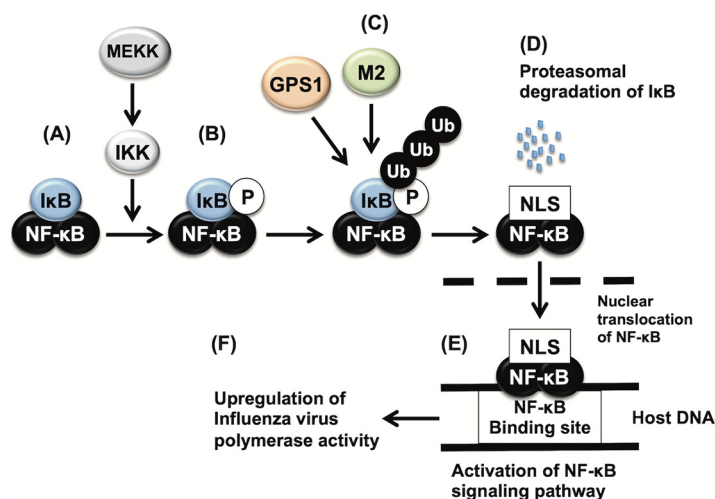 (C)
(D)
MEKK
GPS1
M2
Proteasomal
degradation of IκB
(A)
IKK
(B)
Ub
Ub
Ub
IκB
NF-κB
IκB
P
NF-κB
IκB
P
NF-κB
NLS
NF-κB
Nuclear
translocation
of NF-κB
(F)
(E)
NLS
NF-κB
Upregulation of
Influenza virus
polymerase activity
NF-κB
Binding site
Host DNA
Activation of NF-κB
signaling pathway